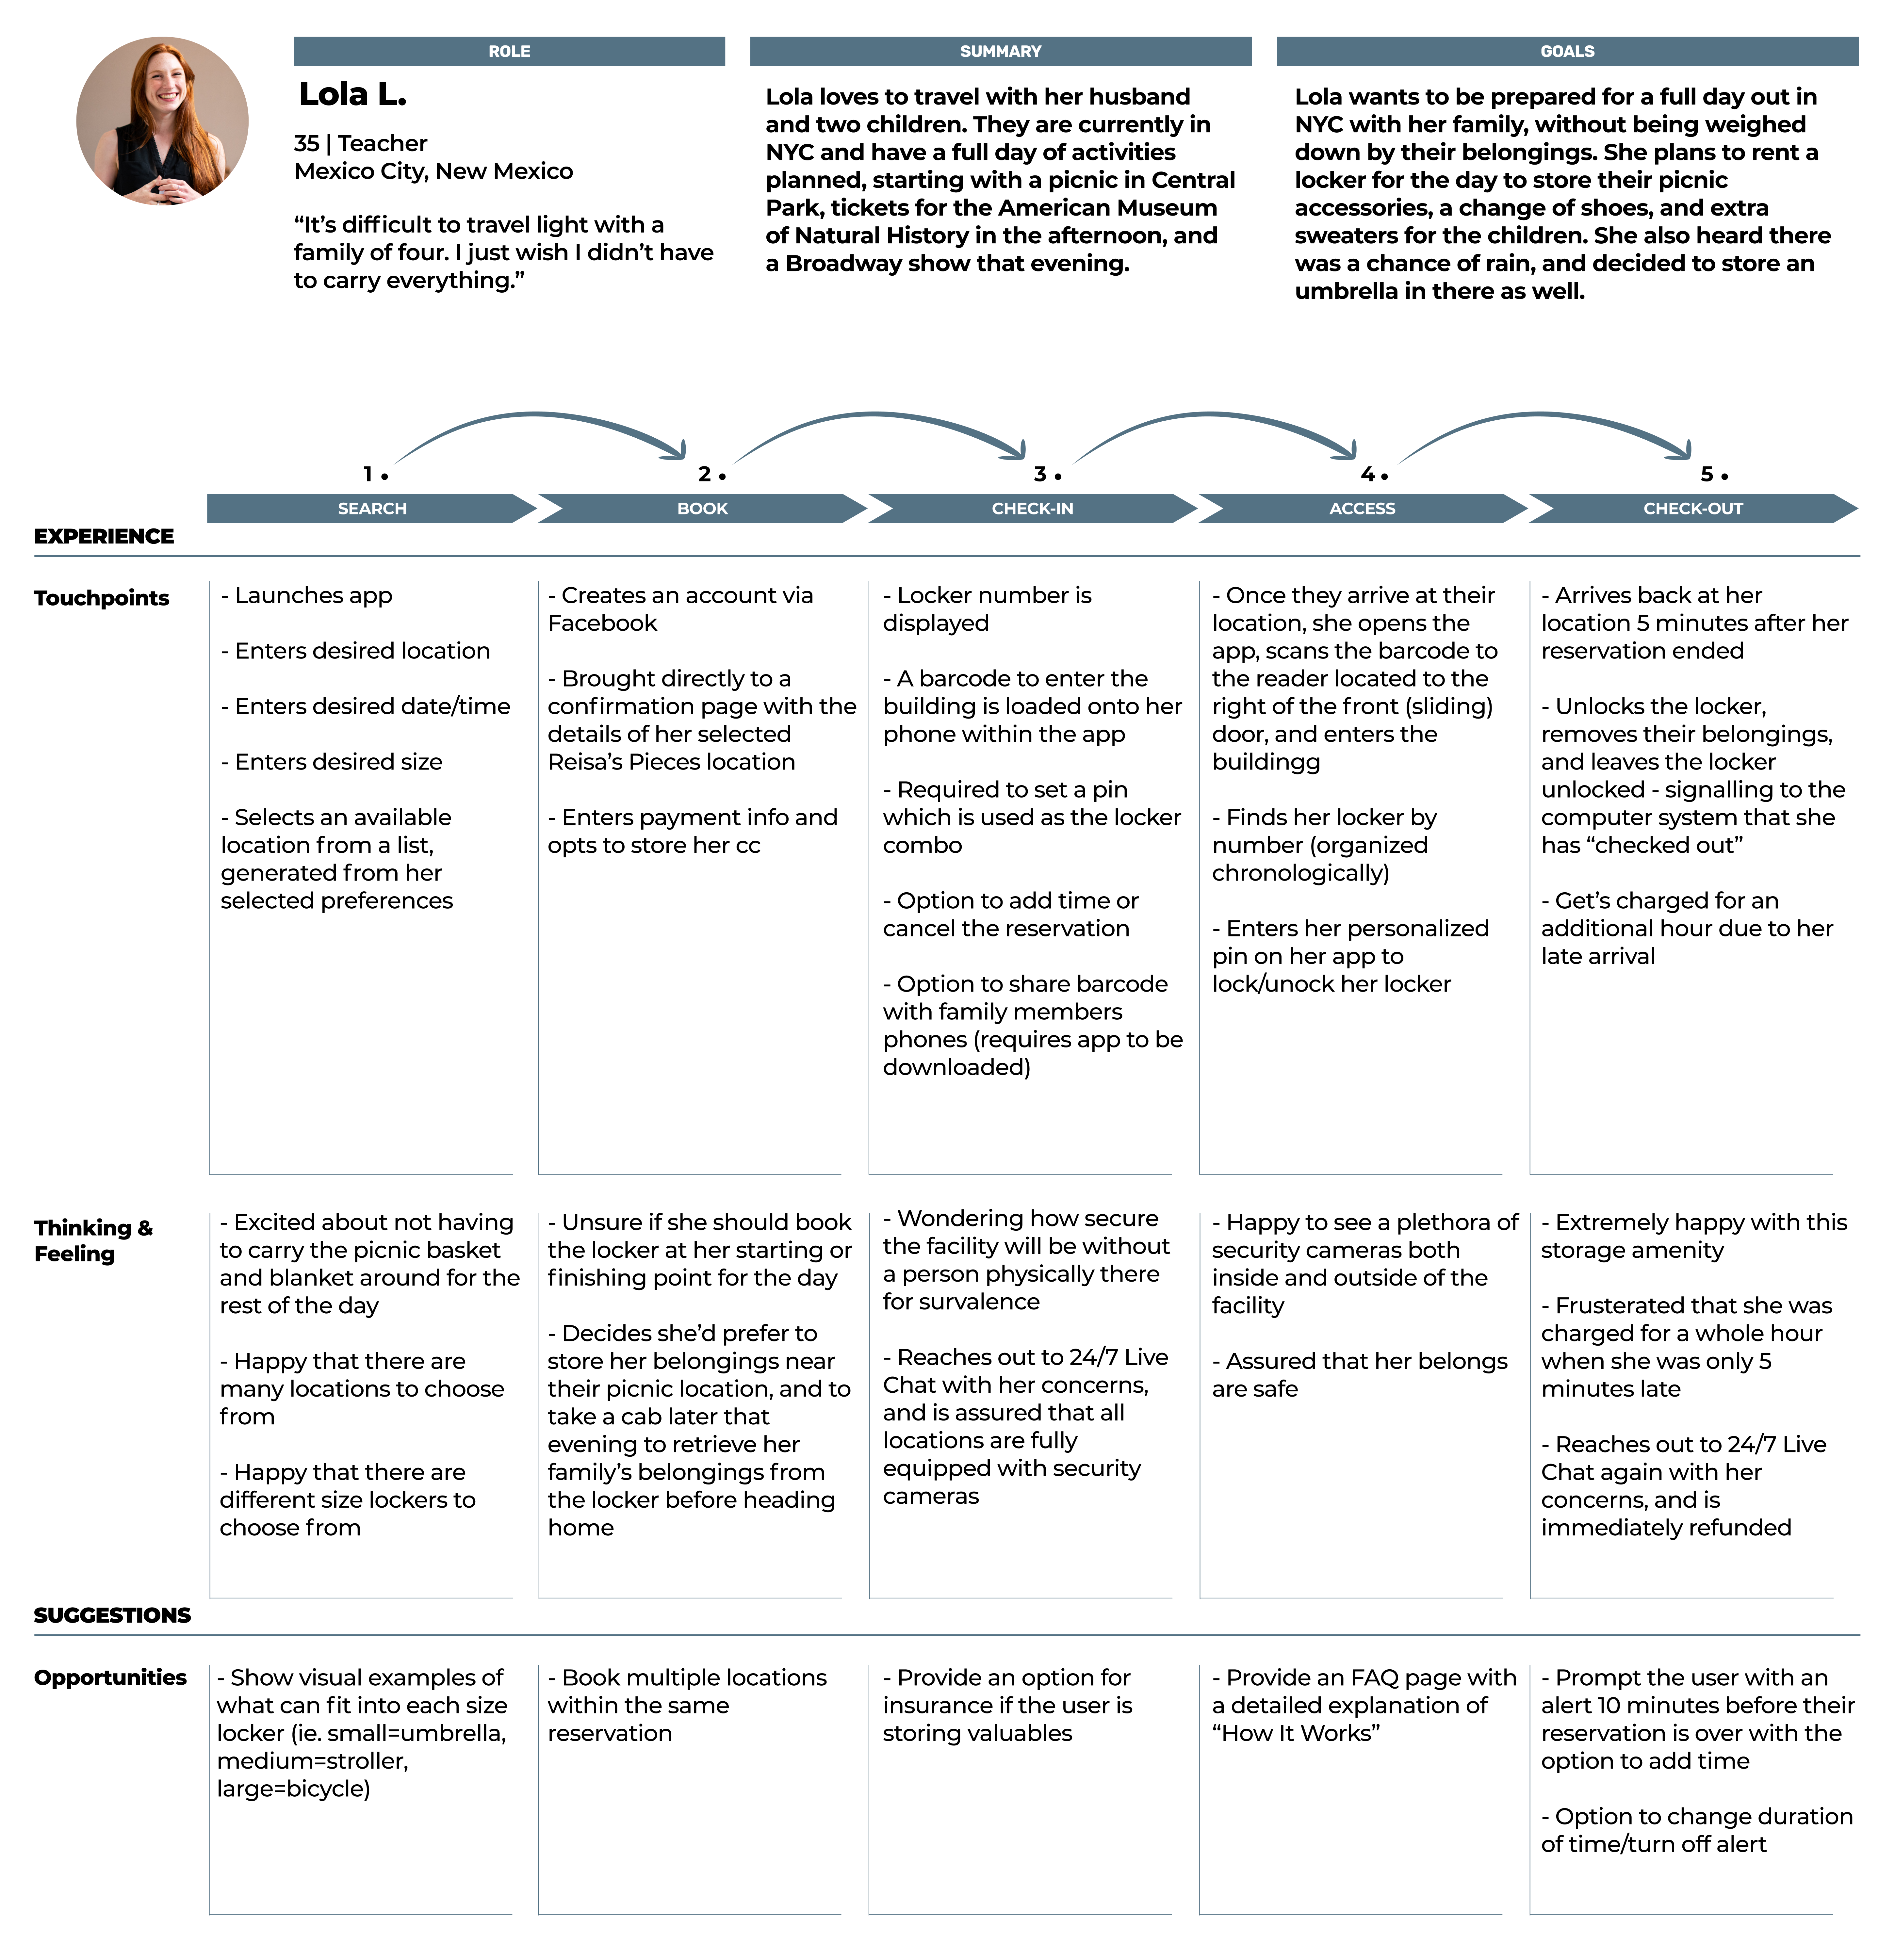 ROLE
Lola L.
35 | Teacher
Mexico City, New Mexico
“It’s difficult to travel light with a
family of four. I just wish I didn’t have
to carry everything.”
SUMMARY
Lola loves to travel with her husband
and two children. They are currently in
NYC and have a full day of activities
planned, starting with a picnic in Central
Park, tickets for the American Museum
of Natural History in the afternoon, and
a Broadway show that evening.
GOALS
Lola wants to be prepared for a full day out in
NYC with her family, without being weighed
down by their belongings. She plans to rent a
locker for the day to store their picnic
accessories, a change of shoes, and extra
sweaters for the children. She also heard there
was a chance of rain, and decided to store an
umbrella in there as well.
1.
2.
3.
4.
5.
SEARCH
BOOK
CHECK-IN
ACCESS
CHECK-OUT
EXPERIENCE
Touchpoints
- Launches app
- Enters desired location
- Enters desired date/time
- Enters desired size
- Selects an available
location from a list,
generated from her
selected preferences
- Creates an account via
Facebook
- Brought directly to a
confirmation page with the
details of her selected
Reisa’s Pieces location
- Enters payment info and
opts to store her cc
- Locker number is
displayed
- A barcode to enter the
building is loaded onto her
phone within the app
- Required to set a pin
which is used as the locker
combo
- Option to add time or
cancel the reservation
- Option to share barcode
with family members
phones (requires app to be
downloaded)
- Once they arrive at their
location, she opens the
app, scans the barcode to
the reader located to the
right of the front (sliding)
door, and enters the
buildingg
- Finds her locker by
number (organized
chronologically)
- Enters her personalized
pin on her app to
lock/unock her locker
- Arrives back at her
location 5 minutes after her
reservation ended
- Unlocks the locker,
removes their belongings,
and leaves the locker
unlocked - signalling to the
computer system that she
has “checked out”
- Get’s charged for an
additional hour due to her
late arrival
Thinking &
Feeling
- Excited about not having
to carry the picnic basket
and blanket around for the
rest of the day
- Happy that there are
many locations to choose
from
- Happy that there are
different size lockers to
choose from
- Unsure if she should book
the locker at her starting or
finishing point for the day
- Decides she’d prefer to
store her belongings near
their picnic location, and to
take a cab later that
evening to retrieve her
family’s belongings from
the locker before heading
home
- Wondering how secure
the facility will be without
a person physically there
for survalence
- Reaches out to 24/7 Live
Chat with her concerns,
and is assured that all
locations are fully
equipped with security
cameras
- Happy to see a plethora of
security cameras both
inside and outside of the
facility
- Assured that her belongs
are safe
- Extremely happy with this
storage amenity
- Frusterated that she was
charged for a whole hour
when she was only 5
minutes late
- Reaches out to 24/7 Live
Chat again with her
concerns, and is
immediately refunded
SUGGESTIONS
Opportunities
- Show visual examples of
what can fit into each size
locker (ie. small=umbrella,
medium=stroller,
large=bicycle)
- Book multiple locations
within the same
reservation
- Provide an option for
insurance if the user is
storing valuables
- Provide an FAQ page with
a detailed explanation of
“How It Works”
- Prompt the user with an
alert 10 minutes before their
reservation is over with the
option to add time
- Option to change duration
of time/turn off alert